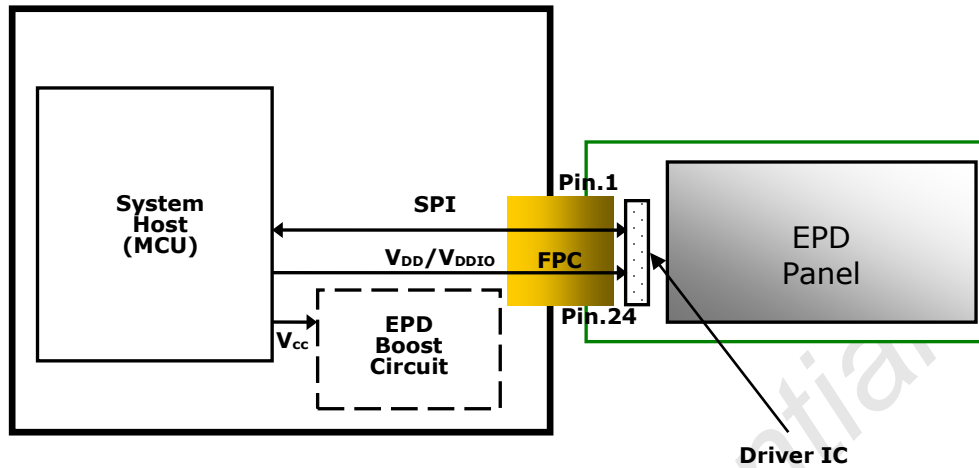 System
Host
(MCU)
SPI
VDD/VDDIO
FPC
Pin.1
Pin.24
Vcc
EPD
Boost
Circuit
EPD
Panel
Driver IC